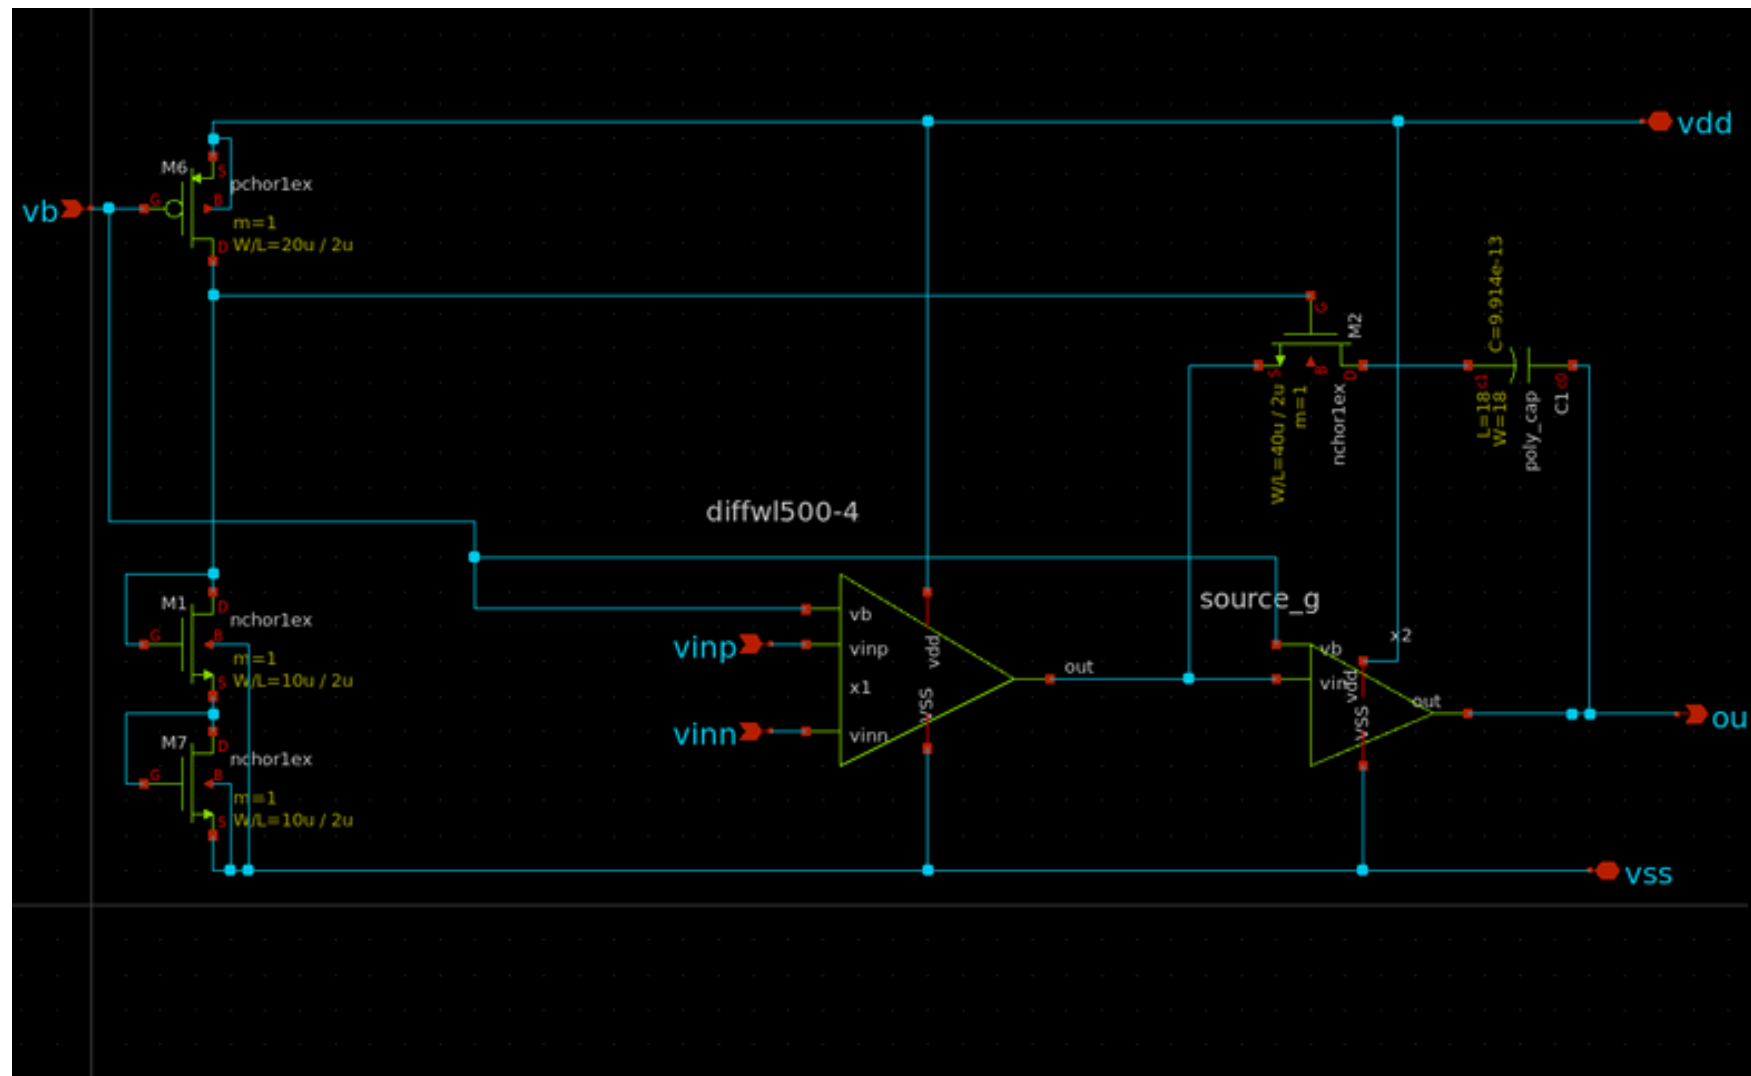 vdd
M6
S
pchor1ex
vb
G
B
m=1
D
W/L=20u / 2u
C=9.914e-13
G
M2
S
B
D
c1
c0
W/L=40u / 2u
m=1
nchor1ex
L=18
W=18
poly_cap
C1
diffwl500-4
M1
D
nchor1ex
G
B
m=1
S
W/L=10u / 2u
vb
vinp
vinp
vdd
x1
vss
vinn
vinn
out
source_g
x2
vb
vin
vdd
vss
out
ou
M7
D
nchor1ex
G
B
m=1
S
W/L=10u / 2u
vss